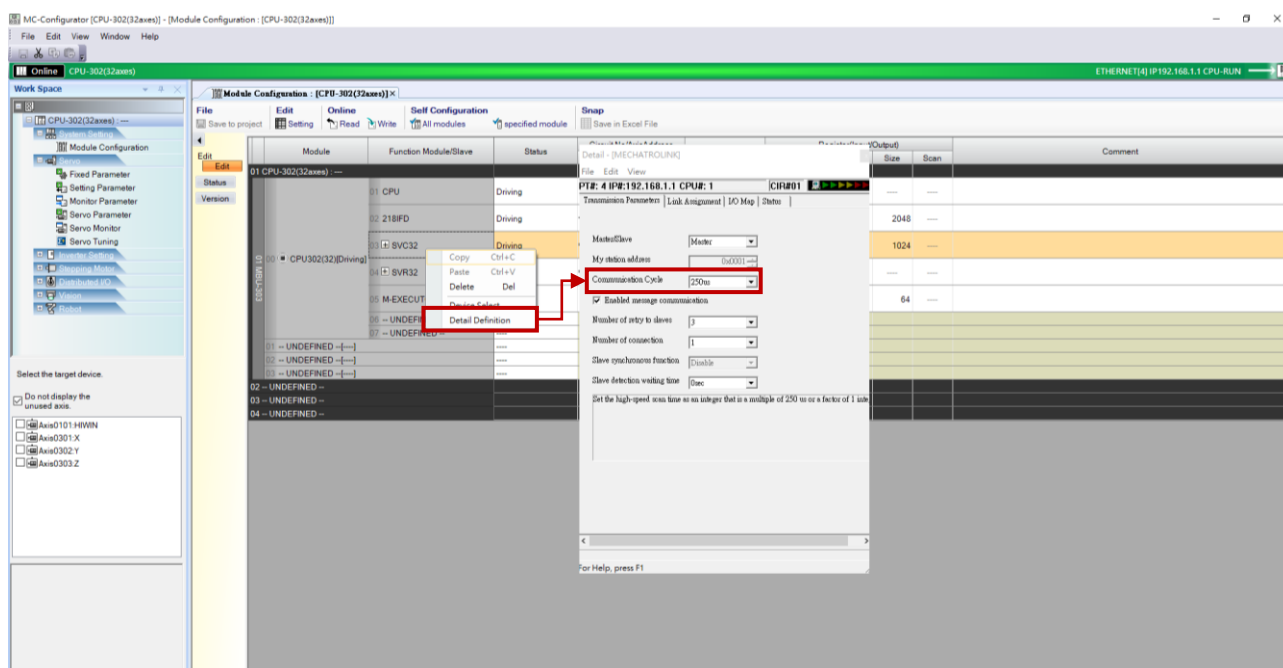 MC-Configurator [CPU-302(32axes)] - [Module Configuration : [CPU-302(32axes)]]
File Edit View Window Help
Online CPU-302(32axes) ETHERNET[4] IP192.168.1.1 CPU-RUN
Work Space
CPU-302(32axes) : ---
System Setting
Module Configuration
Servo
Fixed Parameter
Setting Parameter
Monitor Parameter
Servo Parameter
Servo Monitor
Servo Tuning
Inverter Setting
Stepping Motor
Distributed I/O
Vision
Robot
Select the target device.
Do not display the
unused axis.
Axis0101:HIWIN
Axis0301:X
Axis0302:Y
Axis0303:Z
Module Configuration : [CPU-302(32axes)] ×
File Edit Online Self Configuration Snap
Save to project Setting Read Write All modules specified module Save in Excel File
Edit
Edit
Status
Version
Module Function Module/Slave Status Size Scan Comment
01 CPU-302(32axes) : ---
01 MBU-303
00 CPU302(32)[Driving]
01 CPU Driving
02 218IFD Driving 2048
03 SVC32 Driving 1024
04 SVR32
05 M-EXECUT 64
06 -- UNDEFIN
07 -- UNDEFINED --
01 -- UNDEFINED --[----]
02 -- UNDEFINED --[----]
03 -- UNDEFINED --[----]
02 -- UNDEFINED --
03 -- UNDEFINED --
04 -- UNDEFINED --
Copy Ctrl+C
Paste Ctrl+V
Delete Del
Device Select
Detail Definition
Detail - [MECHATROLINK]
File Edit View
PT#: 4 IP#:192.168.1.1 CPU#: 1 CIR#01
Transmission Parameters Link Assignment I/O Map Status
Master/Slave Master
My station address 0x0001
Communication Cycle 250us
Enabled message communication
Number of retry to slaves 3
Number of connection 1
Slave synchronous function Disable
Slave detection waiting time 0sec
Set the high-speed scan time as an integer that is a multiple of 250 us or a factor of 1 inte
For Help, press F1